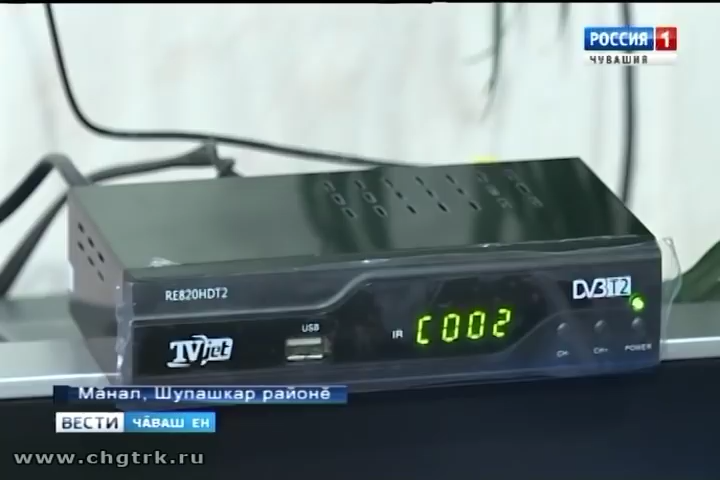 РОССИЯ 1
ЧУВАШИЯ
RE820HDT2
DVB T2
TVjet
USB
IR
C002
CH-
CH+
POWER
Манал, Шупашкар районĕ
ВЕСТИ ЧĂВАШ ЕН
www.chgtrk.ru